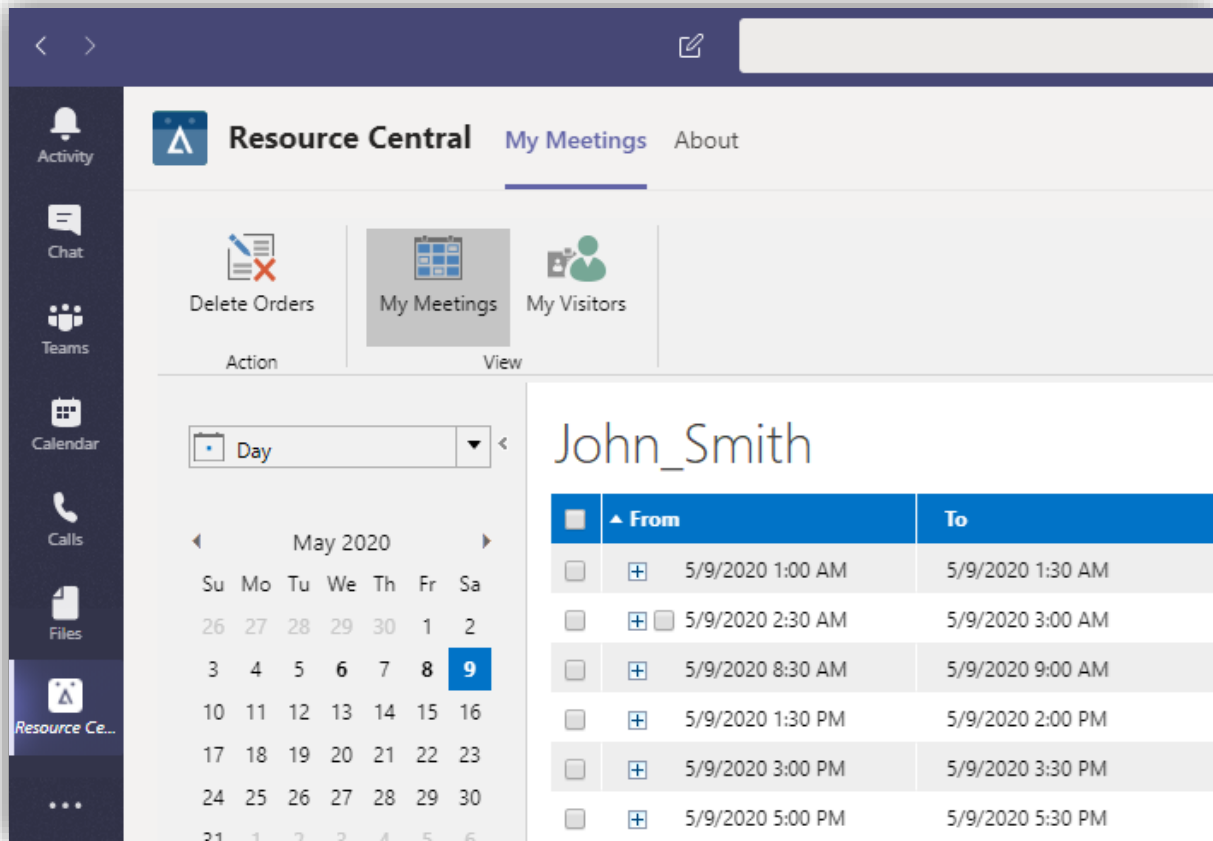 Activity
Chat
Teams
Calendar
Calls
Files
Resource Ce...
Resource Central My Meetings About
Delete Orders My Meetings My Visitors
Action View
Day
May 2020
Su Mo Tu We Th Fr Sa
26 27 28 29 30 1 2
3 4 5 6 7 8 9
10 11 12 13 14 15 16
17 18 19 20 21 22 23
24 25 26 27 28 29 30
31 1 2 3 4 5 6
John_Smith
From To
5/9/2020 1:00 AM 5/9/2020 1:30 AM
5/9/2020 2:30 AM 5/9/2020 3:00 AM
5/9/2020 8:30 AM 5/9/2020 9:00 AM
5/9/2020 1:30 PM 5/9/2020 2:00 PM
5/9/2020 3:00 PM 5/9/2020 3:30 PM
5/9/2020 5:00 PM 5/9/2020 5:30 PM